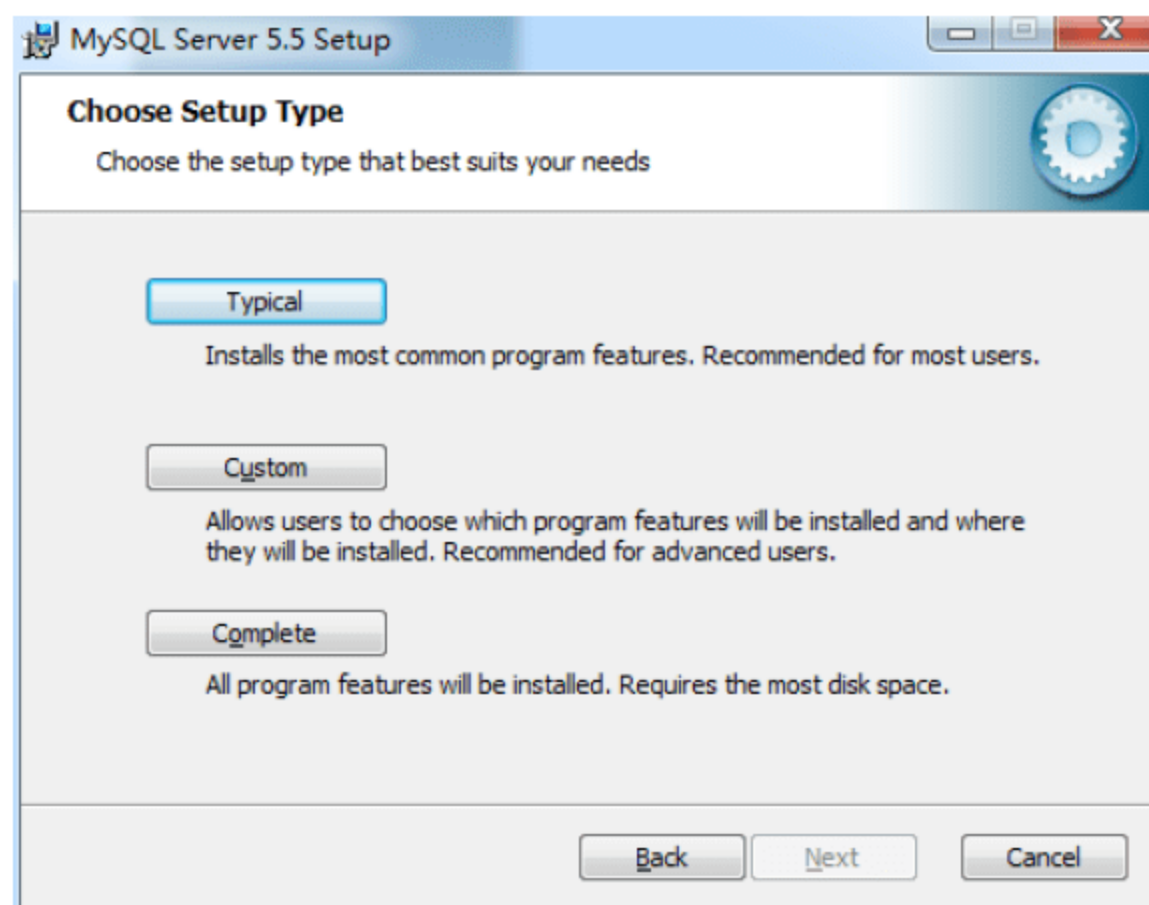 MySQL Server 5.5 Setup
Choose Setup Type
Choose the setup type that best suits your needs
Typical
Installs the most common program features. Recommended for most users.
Custom
Allows users to choose which program features will be installed and where
they will be installed. Recommended for advanced users.
Complete
All program features will be installed. Requires the most disk space.
Back Next Cancel